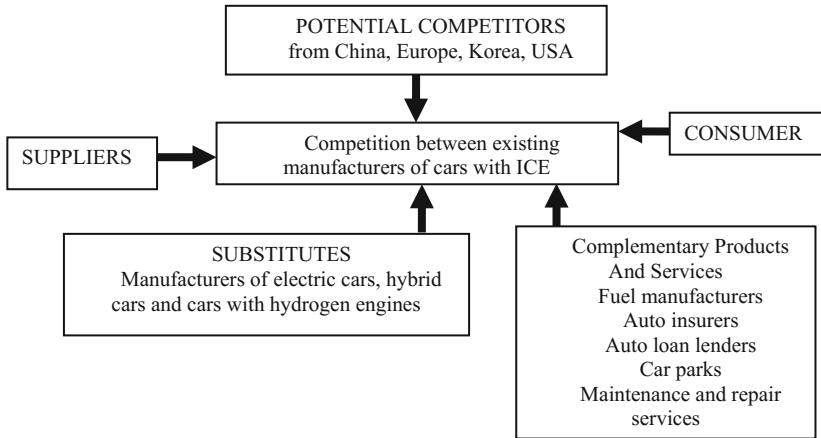 POTENTIAL COMPETITORS
from China, Europe, Korea, USA
SUPPLIERS
Competition between existing
manufacturers of cars with ICE
CONSUMER
SUBSTITUTES
Manufacturers of electric cars, hybrid
cars and cars with hydrogen engines
Complementary Products
And Services
Fuel manufacturers
Auto insurers
Auto loan lenders
Car parks
Maintenance and repair
services